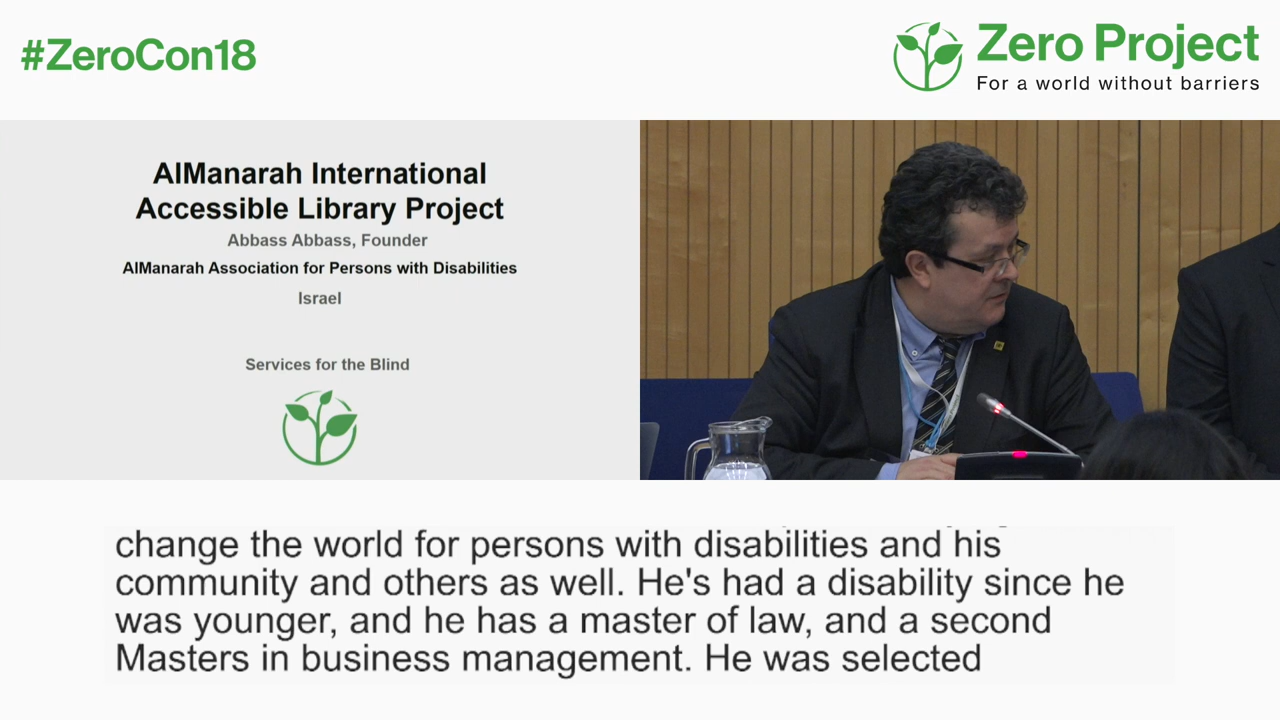 #ZeroCon18
Zero Project
For a world without barriers
AlManarah International
Accessible Library Project
Abbass Abbass, Founder
AlManarah Association for Persons with Disabilities
Israel
Services for the Blind
change the world for persons with disabilities and his
community and others as well. He's had a disability since he
was younger, and he has a master of law, and a second
Masters in business management. He was selected